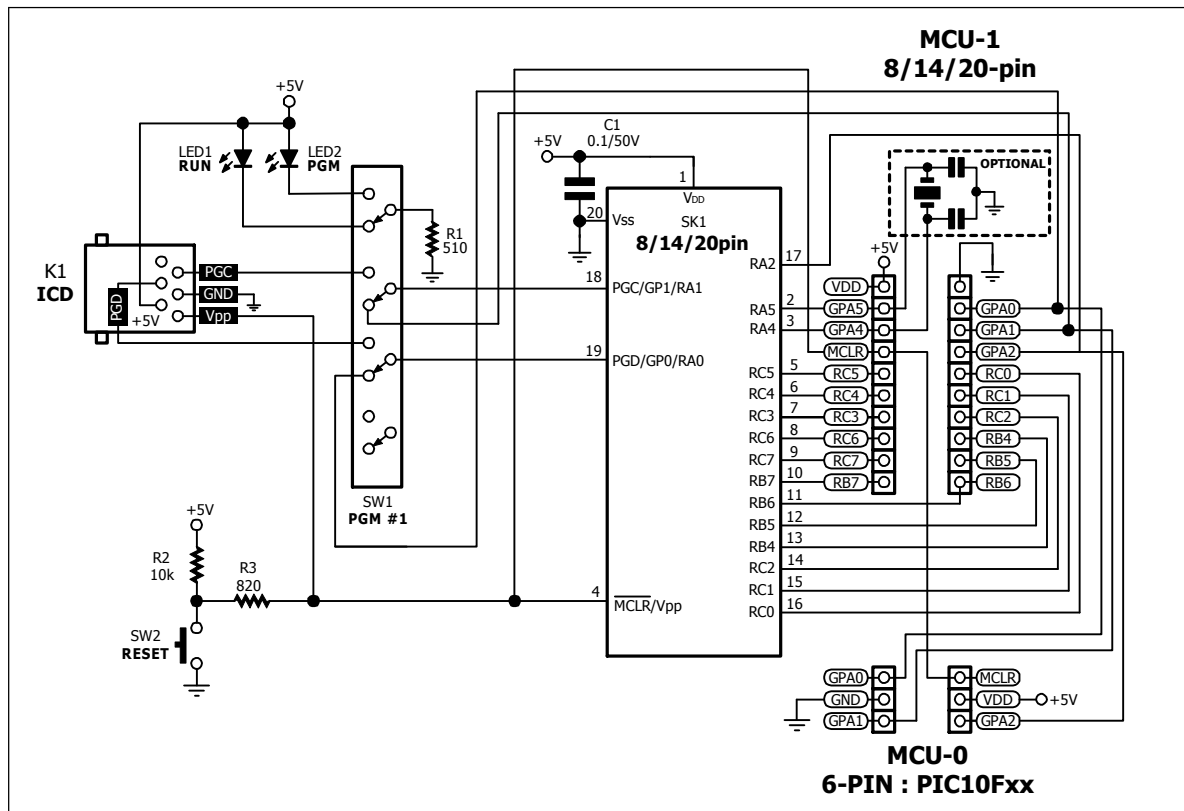 MCU-1
8/14/20-pin
+5V
LED1
RUN
LED2
PGM
K1
ICD
PGC
GND
Vpp
PGD
+5V
SW1
PGM #1
R1
510
+5V
R2
10k
R3
820
SW2
RESET
+5V
C1
0.1/50V
1
VDD
20
Vss
SK1
8/14/20pin
18
PGC/GP1/RA1
19
PGD/GP0/RA0
4
MCLR/Vpp
RA2
17
RA5
2
RA4
3
RC5
5
RC4
6
RC3
7
RC6
8
RC7
9
RB7
10
RB6
11
RB5
12
RB4
13
RC2
14
RC1
15
RC0
16
OPTIONAL
+5V
VDD
GPA5
GPA4
MCLR
RC5
RC4
RC3
RC6
RC7
RB7
GPA0
GPA1
GPA2
RC0
RC1
RC2
RB4
RB5
RB6
GPA0
GND
GPA1
MCLR
VDD
+5V
GPA2
MCU-0
6-PIN : PIC10Fxx